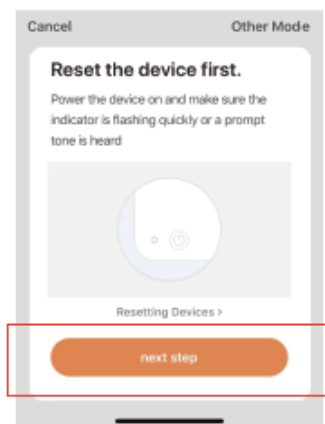 Cancel Other Mode
Reset the device first.
Power the device on and make sure the
indicator is flashing quickly or a prompt
tone is heard
Resetting Devices >
next step